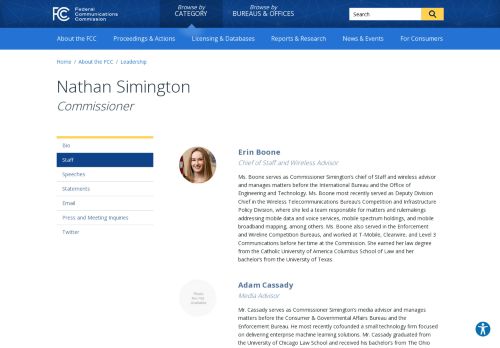 FCC Federal Communications Commission
Browse by CATEGORY
Browse by BUREAUS & OFFICES
Search
About the FCC Proceedings & Actions Licensing & Databases Reports & Research News & Events For Consumers
Home / About the FCC / Leadership
Nathan Simington
Commissioner
Bio
Staff
Speeches
Statements
Email
Press and Meeting Inquiries
Twitter
Erin Boone
Chief of Staff and Wireless Advisor
Ms. Boone serves as Commissioner Simington's chief of Staff and wireless advisor
and manages matters before the International Bureau and the Office of
Engineering and Technology. Ms. Boone most recently served as Deputy Division
Chief in the Wireless Telecommunications Bureau's Competition and Infrastructure
Policy Division, where she led a team responsible for matters and rulemakings
addressing mobile data and voice services, mobile spectrum holdings, and mobile
broadband mapping, among others. Ms. Boone also served in the Enforcement
and Wireline Competition Bureaus, and worked at T-Mobile, Clearwire, and Level 3
Communications before her time at the Commission. She earned her law degree
from the Catholic University of America Columbus School of Law and her
bachelor's from the University of Texas.
Photo
Not Yet
Available
Adam Cassady
Media Advisor
Mr. Cassady serves as Commissioner Simington's media advisor and manages
matters before the Consumer & Governmental Affairs Bureau and the
Enforcement Bureau. He most recently cofounded a small technology firm focused
on delivering enterprise machine learning solutions. Mr. Cassady graduated from
the University of Chicago Law School and received his bachelor's from The Ohio